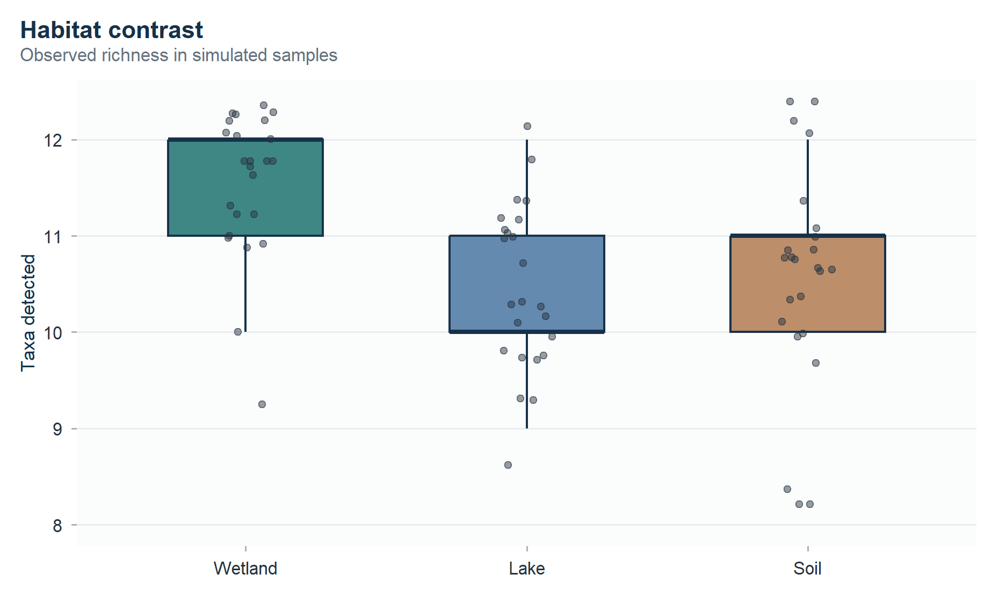 Habitat contrast
Observed richness in simulated samples
Taxa detected
12
11
10
9
8
Wetland
Lake
Soil